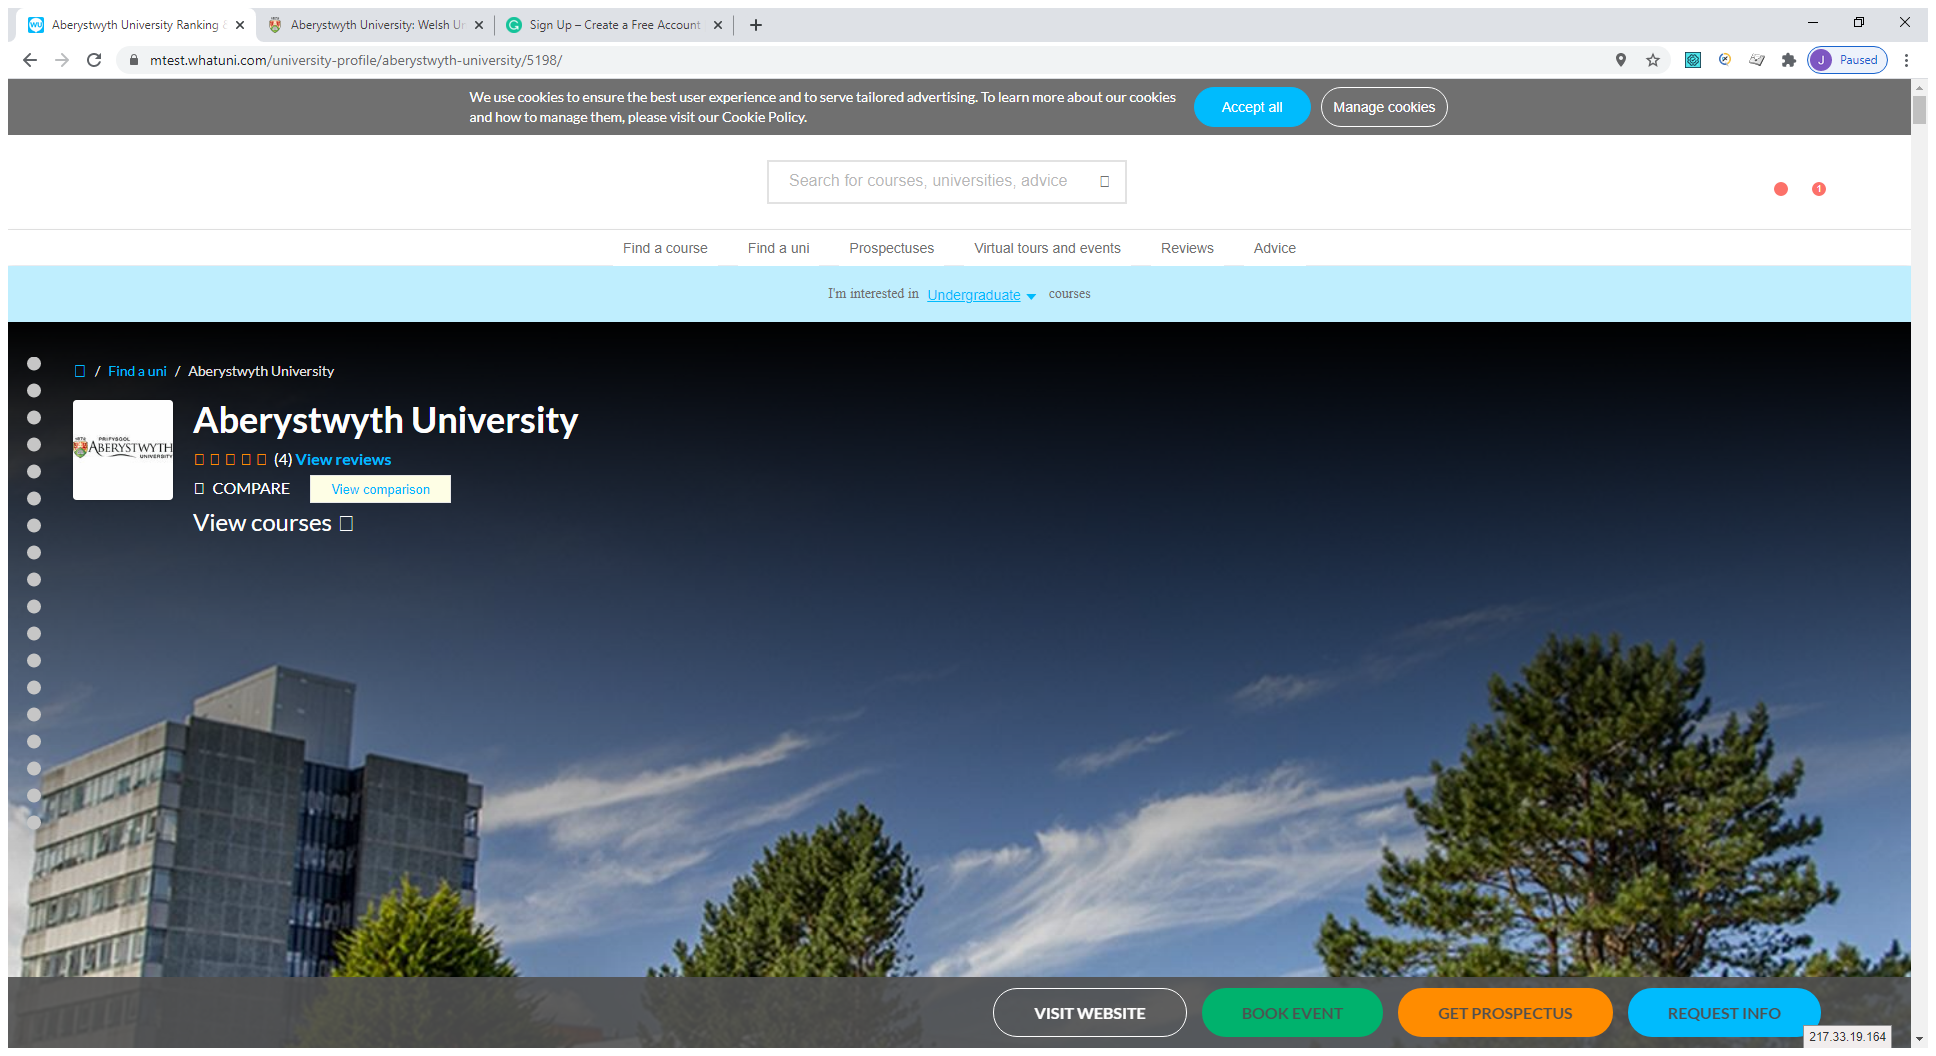 Aberystwyth University Ranking
Aberystwyth University: Welsh Ur
Sign Up – Create a Free Account
J Paused
mtest.whatuni.com/university-profile/aberystwyth-university/5198/
We use cookies to ensure the best user experience and to serve tailored advertising. To learn more about our cookies
and how to manage them, please visit our Cookie Policy.
Accept all
Manage cookies
Search for courses, universities, advice
1
Find a course
Find a uni
Prospectuses
Virtual tours and events
Reviews
Advice
I'm interested in Undergraduate courses
/ Find a uni / Aberystwyth University
PRIFYSGOL
ABERYSTWYTH
UNIVERSITY
Aberystwyth University
(4) View reviews
COMPARE
View comparison
View courses
VISIT WEBSITE
BOOK EVENT
GET PROSPECTUS
REQUEST INFO
217.33.19.164